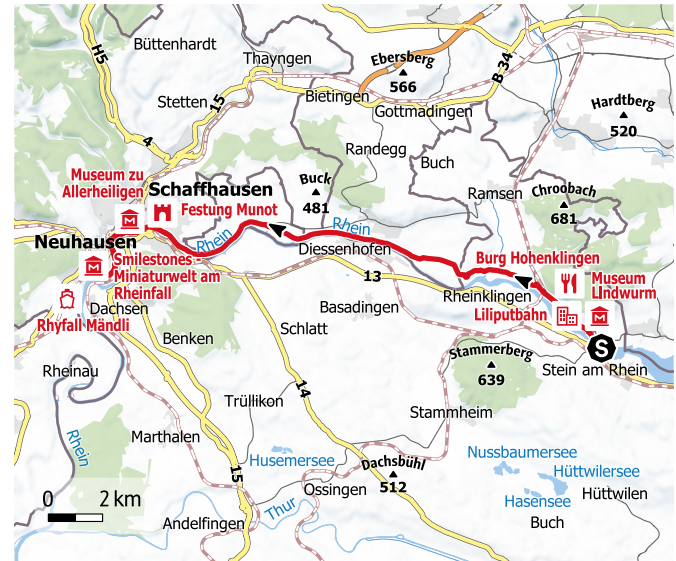 Büttenhardt
H5
Thayngen
Ebersberg
566
B 34
Stetten
15
Bietingen
Gottmadingen
Hardtberg
520
4
Randegg
Buch
Museum zu
Allerheiligen
Schaffhausen
Festung Munot
Buck
481
Ramsen
Chroobach
681
Neuhausen
Rhein
Rhein
Diessenhofen
Burg Hohenklingen
Smilestones -
Miniaturwelt am
Rheinfall
13
Museum
Lindwurm
Rheinklingen
Liliputbahn
Rhyfall Mändli
Dachsen
Basadingen
Schlatt
Benken
S
Stein am Rhein
Stammerberg
639
Rheinau
14
Trüllikon
Stammheim
Rhein
Marthalen
Husemersee
Dachsbühl
512
Nussbaumersee
Hüttwilersee
15
Ossingen
Hasensee
Hüttwilen
0 2 km
Thur
Andelfingen
Buch